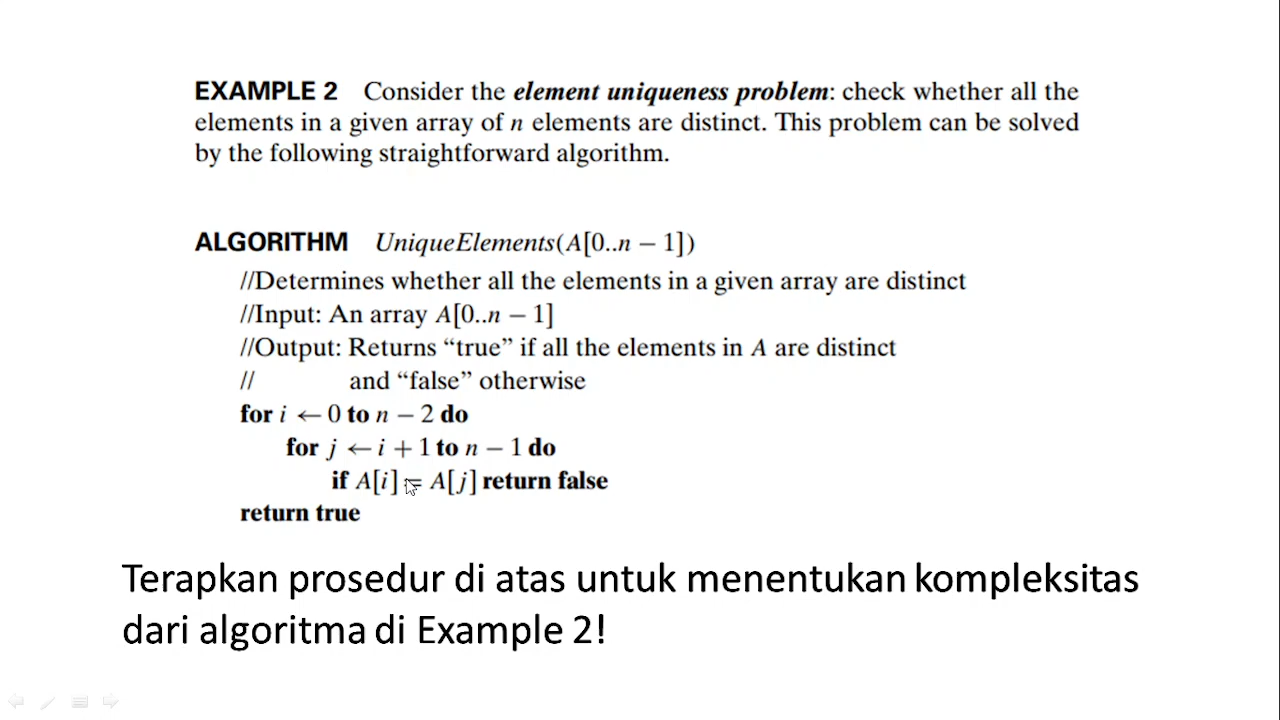 EXAMPLE 2 Consider the element uniqueness problem: check whether all the
elements in a given array of n elements are distinct. This problem can be solved
by the following straightforward algorithm.
ALGORITHM UniqueElements(A[0..n − 1])
//Determines whether all the elements in a given array are distinct
//Input: An array A[0..n − 1]
//Output: Returns “true” if all the elements in A are distinct
// and “false” otherwise
for i ← 0 to n − 2 do
for j ← i + 1 to n − 1 do
if A[i] = A[j] return false
return true
Terapkan prosedur di atas untuk menentukan kompleksitas
dari algoritma di Example 2!